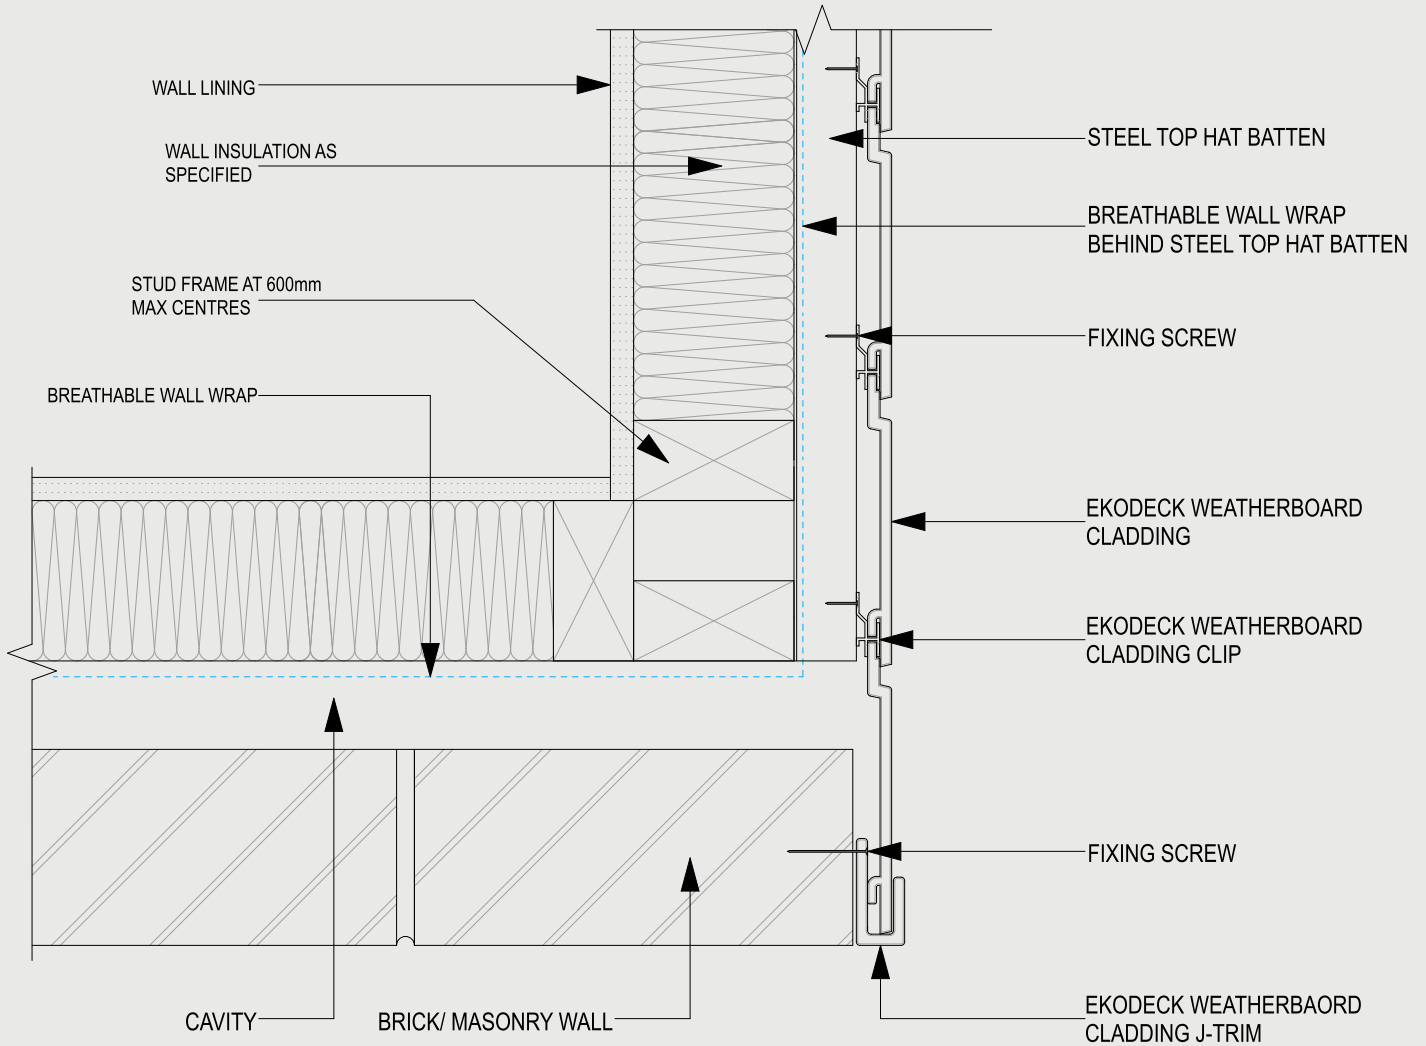 WALL LINING
WALL INSULATION AS
SPECIFIED
STUD FRAME AT 600mm
MAX CENTRES
BREATHABLE WALL WRAP
STEEL TOP HAT BATTEN
BREATHABLE WALL WRAP
BEHIND STEEL TOP HAT BATTEN
FIXING SCREW
EKODECK WEATHERBOARD
CLADDING
EKODECK WEATHERBOARD
CLADDING CLIP
FIXING SCREW
CAVITY
BRICK/ MASONRY WALL
EKODECK WEATHERBAORD
CLADDING J-TRIM